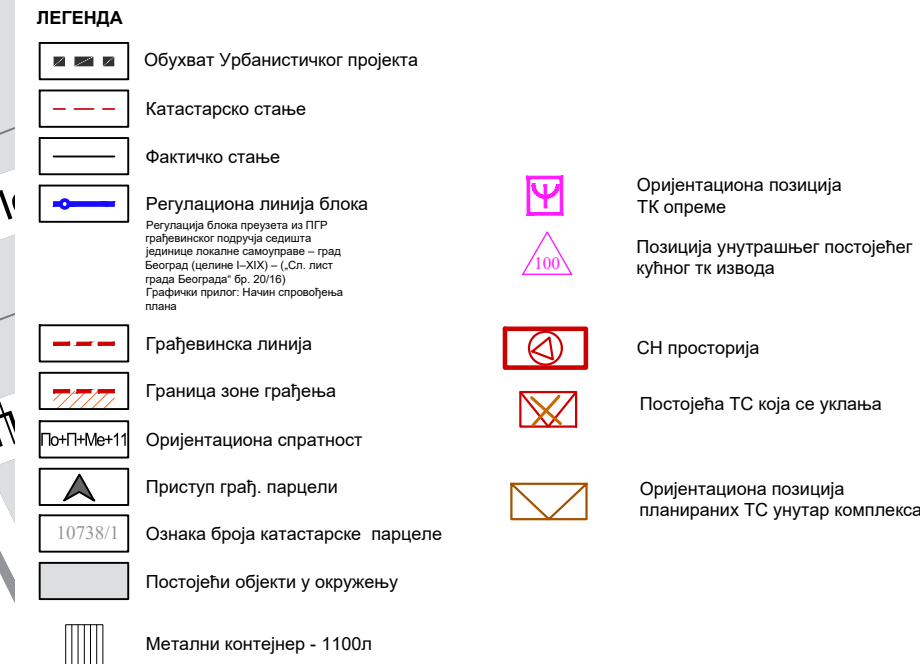 ЛЕГЕНДА
Обухват Урбанистичког пројекта
Катастарско стање
Фактичко стање
Регулациона линија блока
Регулација блока преузета из ПГР
грађевинског подручја седишта
јединице локалне самоуправе – град
Београд (целине I–XIX) – („Сл. лист
града Београда“ бр. 20/16)
Графички прилог: Начин спровођења
плана
Грађевинска линија
Граница зоне грађења
По+П+Ме+11
Оријентациона спратност
Приступ грађ. парцели
10738/1
Ознака броја катастарске парцеле
Постојећи објекти у окружењу
Метални контејнер - 1100л
Оријентациона позиција
ТК опреме
100
Позиција унутрашњег постојећег
кућног тк извода
СН просторија
Постојећа ТС која се уклања
Оријентациона позиција
планираних ТС унутар комплекса